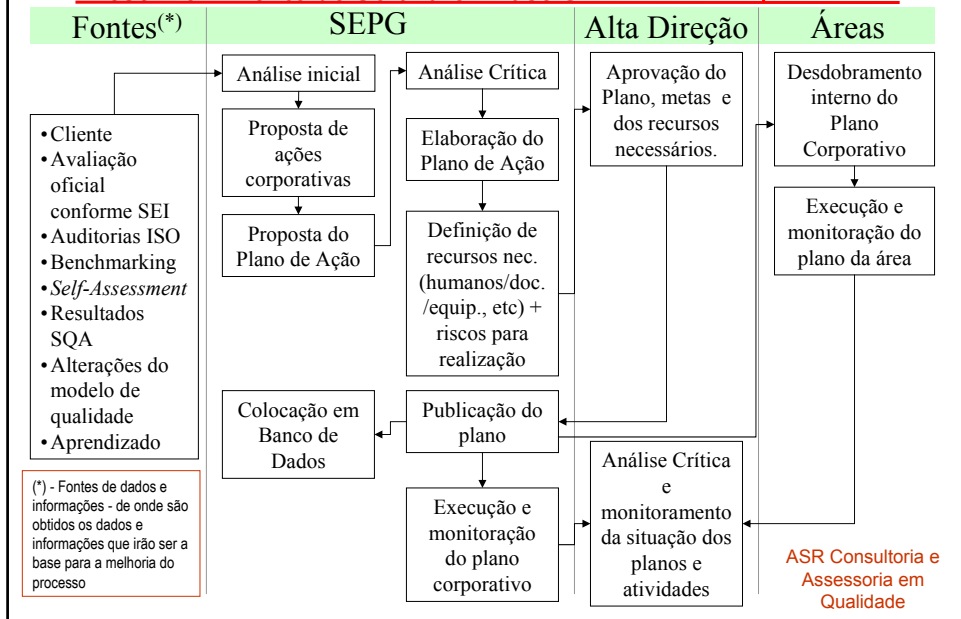 Fontes(*)
SEPG
Alta Direção
Áreas
• Cliente
• Avaliação
oficial
conforme SEI
• Auditorias ISO
• Benchmarking
• Self-Assessment
• Resultados
SQA
• Alterações do
modelo de
qualidade
• Aprendizado
(*) - Fontes de dados e
informações - de onde são
obtidos os dados e
informações que irão ser a
base para a melhoria do
processo
Análise inicial
Proposta de
ações
corporativas
Proposta do
Plano de Ação
Análise Crítica
Elaboração do
Plano de Ação
Definição de
recursos nec.
(humanos/doc.
/equip., etc) +
riscos para
realização
Aprovação do
Plano, metas e
dos recursos
necessários.
Desdobramento
interno do
Plano
Corporativo
Execução e
monitoração do
plano da área
Colocação em
Banco de
Dados
Publicação do
plano
Execução e
monitoração
do plano
corporativo
Análise Crítica
e
monitoramento
da situação dos
planos e
atividades
ASR Consultoria e
Assessoria em
Qualidade